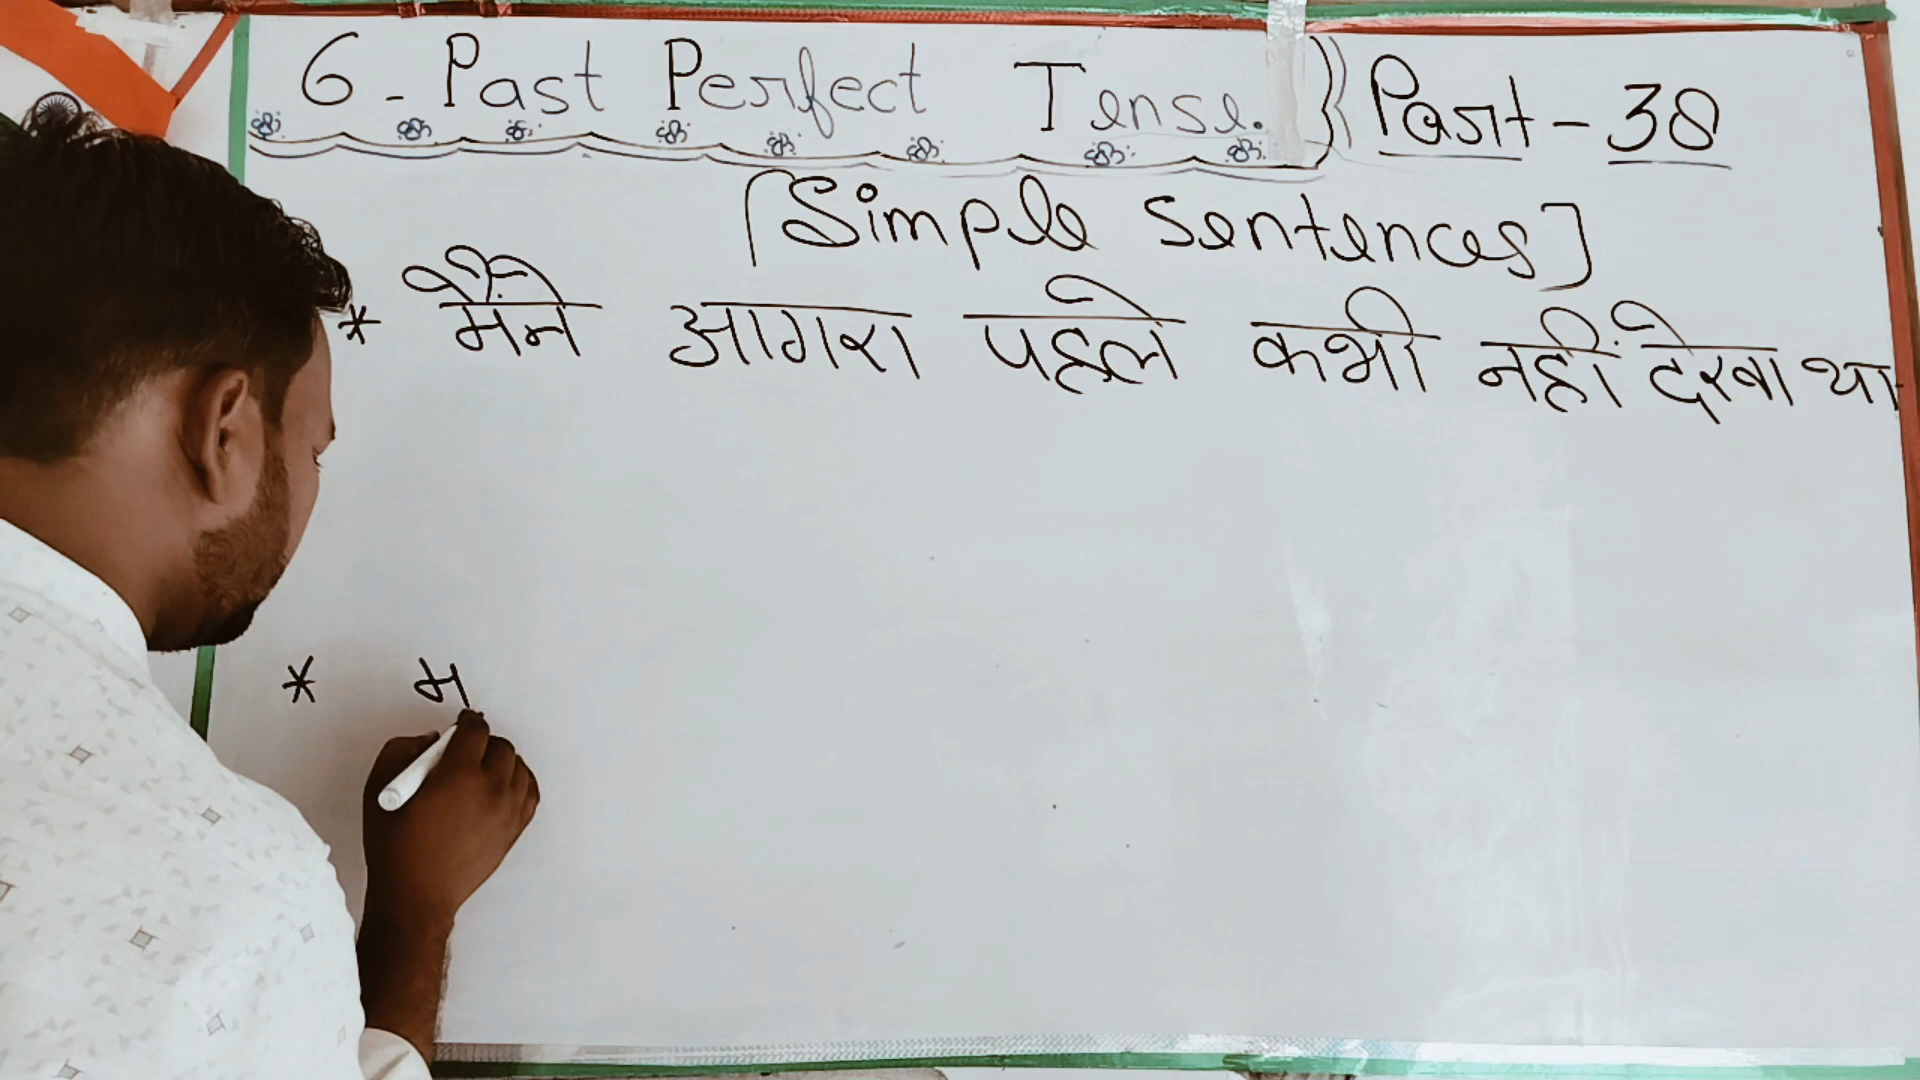 6 - Past Perfect Tense. Part - 38
[Simple Sentences]
* मैंने आगरा पहले कभी नहीं देखा था
* म